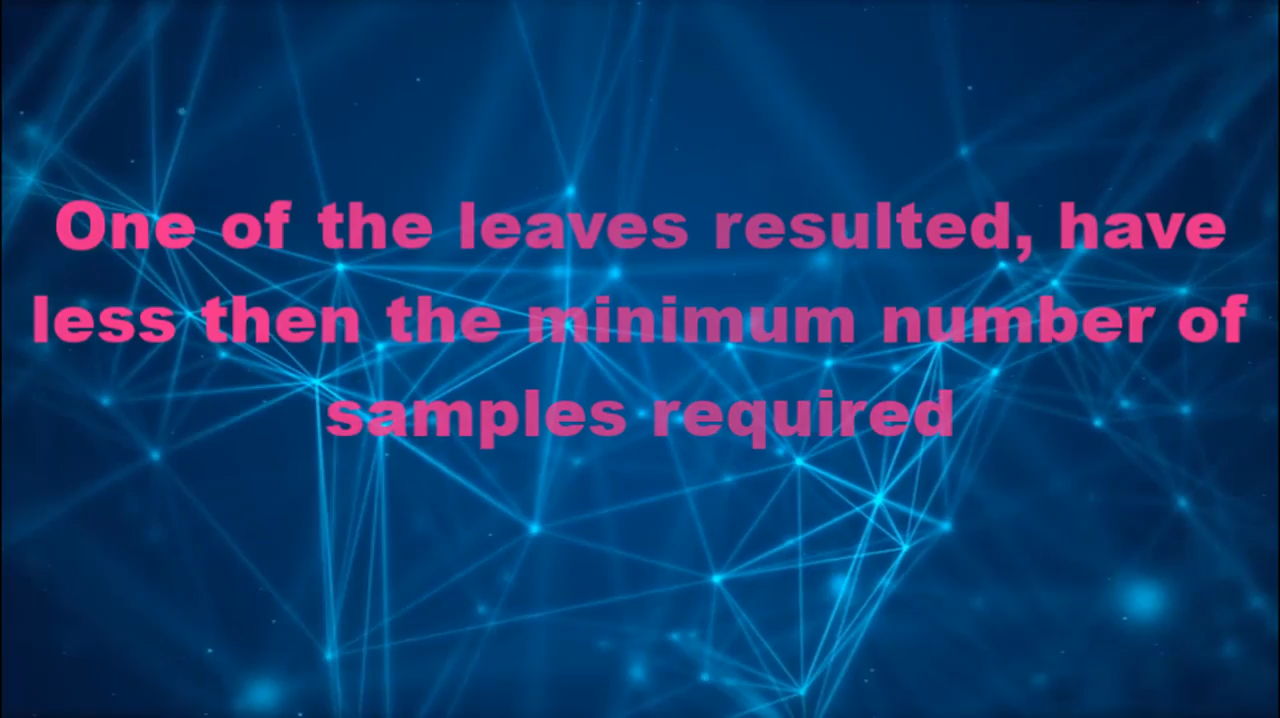 One of the leaves resulted, have
less then the minimum number of
samples required